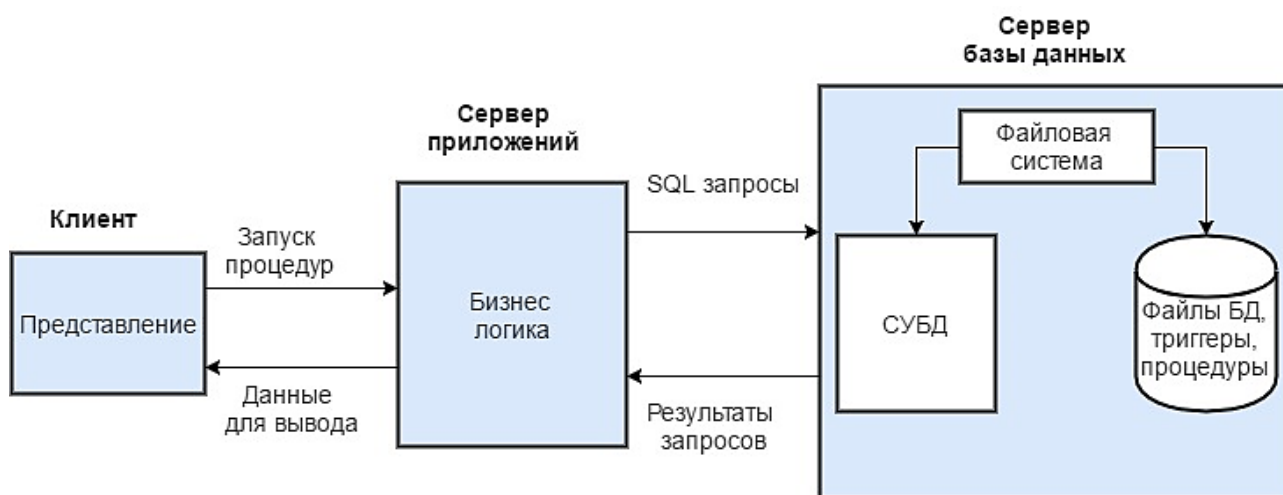 Сервер
базы данных
Сервер
приложений
Файловая
система
SQL запросы
Клиент
Запуск
процедур
Представление
Бизнес
логика
СУБД
Файлы БД,
триггеры,
процедуры
Данные
для вывода
Результаты
запросов